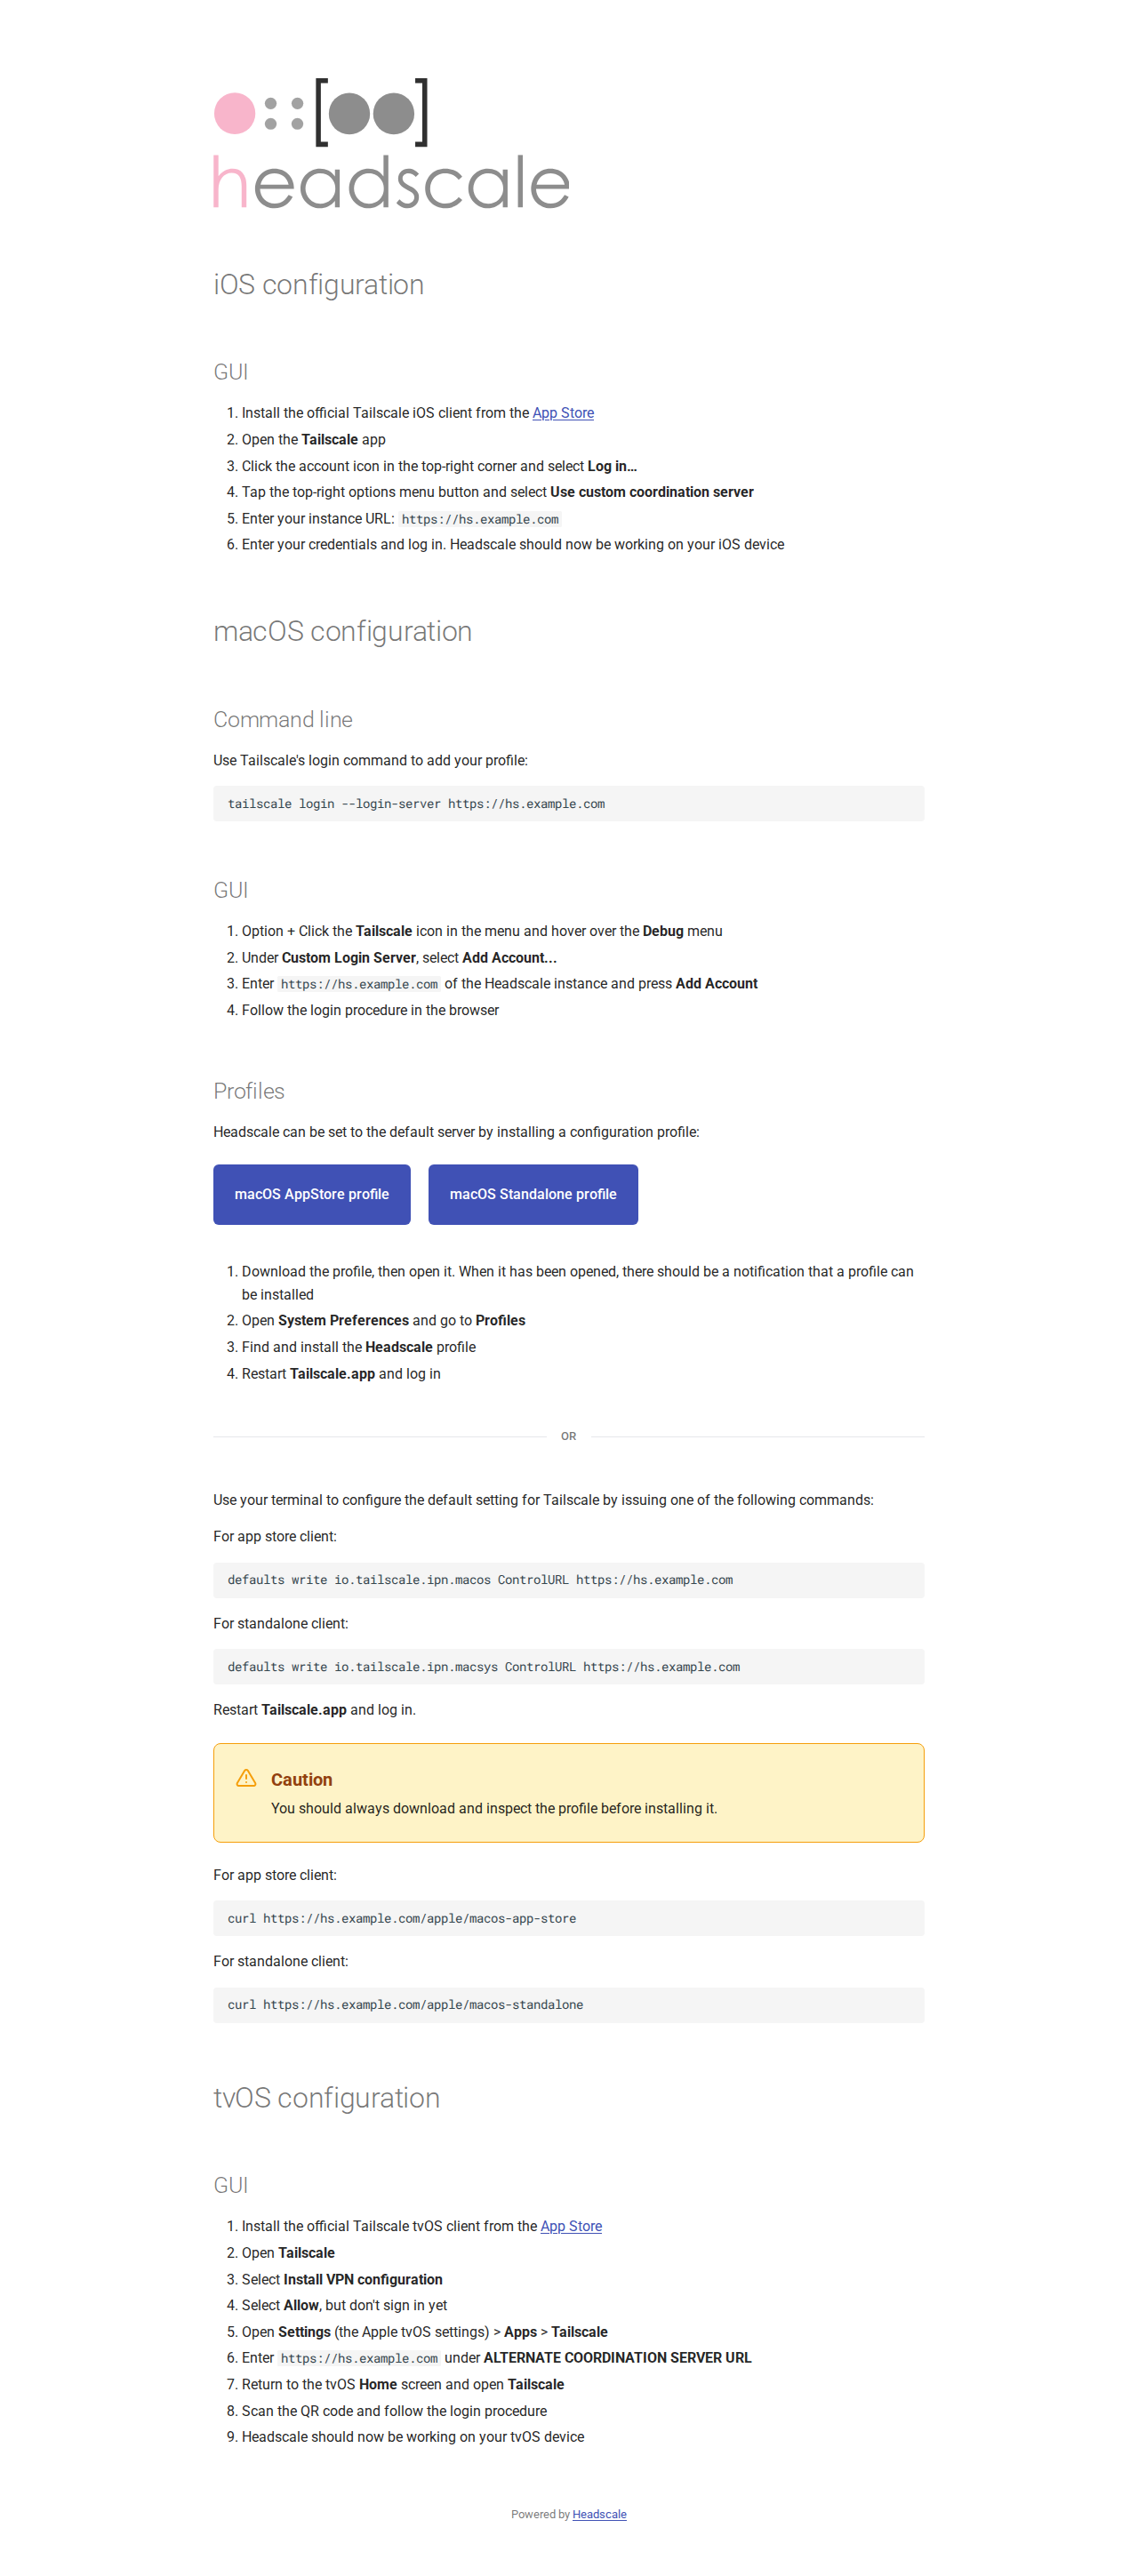 headscale
iOS configuration
GUI
1. Install the official Tailscale iOS client from the App Store
2. Open the Tailscale app
3. Click the account icon in the top-right corner and select Log in…
4. Tap the top-right options menu button and select Use custom coordination server
5. Enter your instance URL: https://hs.example.com
6. Enter your credentials and log in. Headscale should now be working on your iOS device
macOS configuration
Command line
Use Tailscale's login command to add your profile:
tailscale login --login-server https://hs.example.com
GUI
1. Option + Click the Tailscale icon in the menu and hover over the Debug menu
2. Under Custom Login Server, select Add Account...
3. Enter https://hs.example.com of the Headscale instance and press Add Account
4. Follow the login procedure in the browser
Profiles
Headscale can be set to the default server by installing a configuration profile:
macOS AppStore profile macOS Standalone profile
1. Download the profile, then open it. When it has been opened, there should be a notification that a profile can
be installed
2. Open System Preferences and go to Profiles
3. Find and install the Headscale profile
4. Restart Tailscale.app and log in
OR
Use your terminal to configure the default setting for Tailscale by issuing one of the following commands:
For app store client:
defaults write io.tailscale.ipn.macos ControlURL https://hs.example.com
For standalone client:
defaults write io.tailscale.ipn.macsys ControlURL https://hs.example.com
Restart Tailscale.app and log in.
Caution
You should always download and inspect the profile before installing it.
For app store client:
curl https://hs.example.com/apple/macos-app-store
For standalone client:
curl https://hs.example.com/apple/macos-standalone
tvOS configuration
GUI
1. Install the official Tailscale tvOS client from the App Store
2. Open Tailscale
3. Select Install VPN configuration
4. Select Allow, but don't sign in yet
5. Open Settings (the Apple tvOS settings) > Apps > Tailscale
6. Enter https://hs.example.com under ALTERNATE COORDINATION SERVER URL
7. Return to the tvOS Home screen and open Tailscale
8. Scan the QR code and follow the login procedure
9. Headscale should now be working on your tvOS device
Powered by Headscale